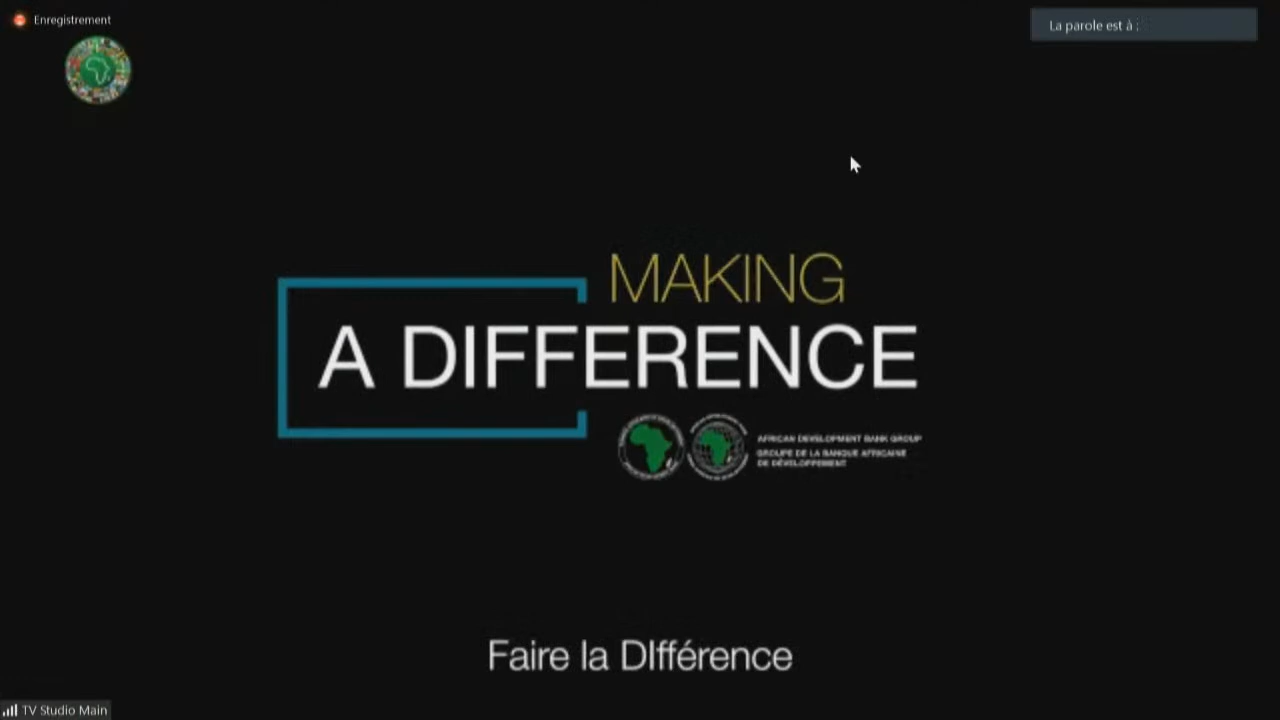 Enregistrement
La parole est à :
MAKING
A DIFFERENCE
AFRICAN DEVELOPMENT BANK GROUP
GROUPE DE LA BANQUE AFRICAINE
DE DÉVELOPPEMENT
Faire la DIfférence
TV Studio Main